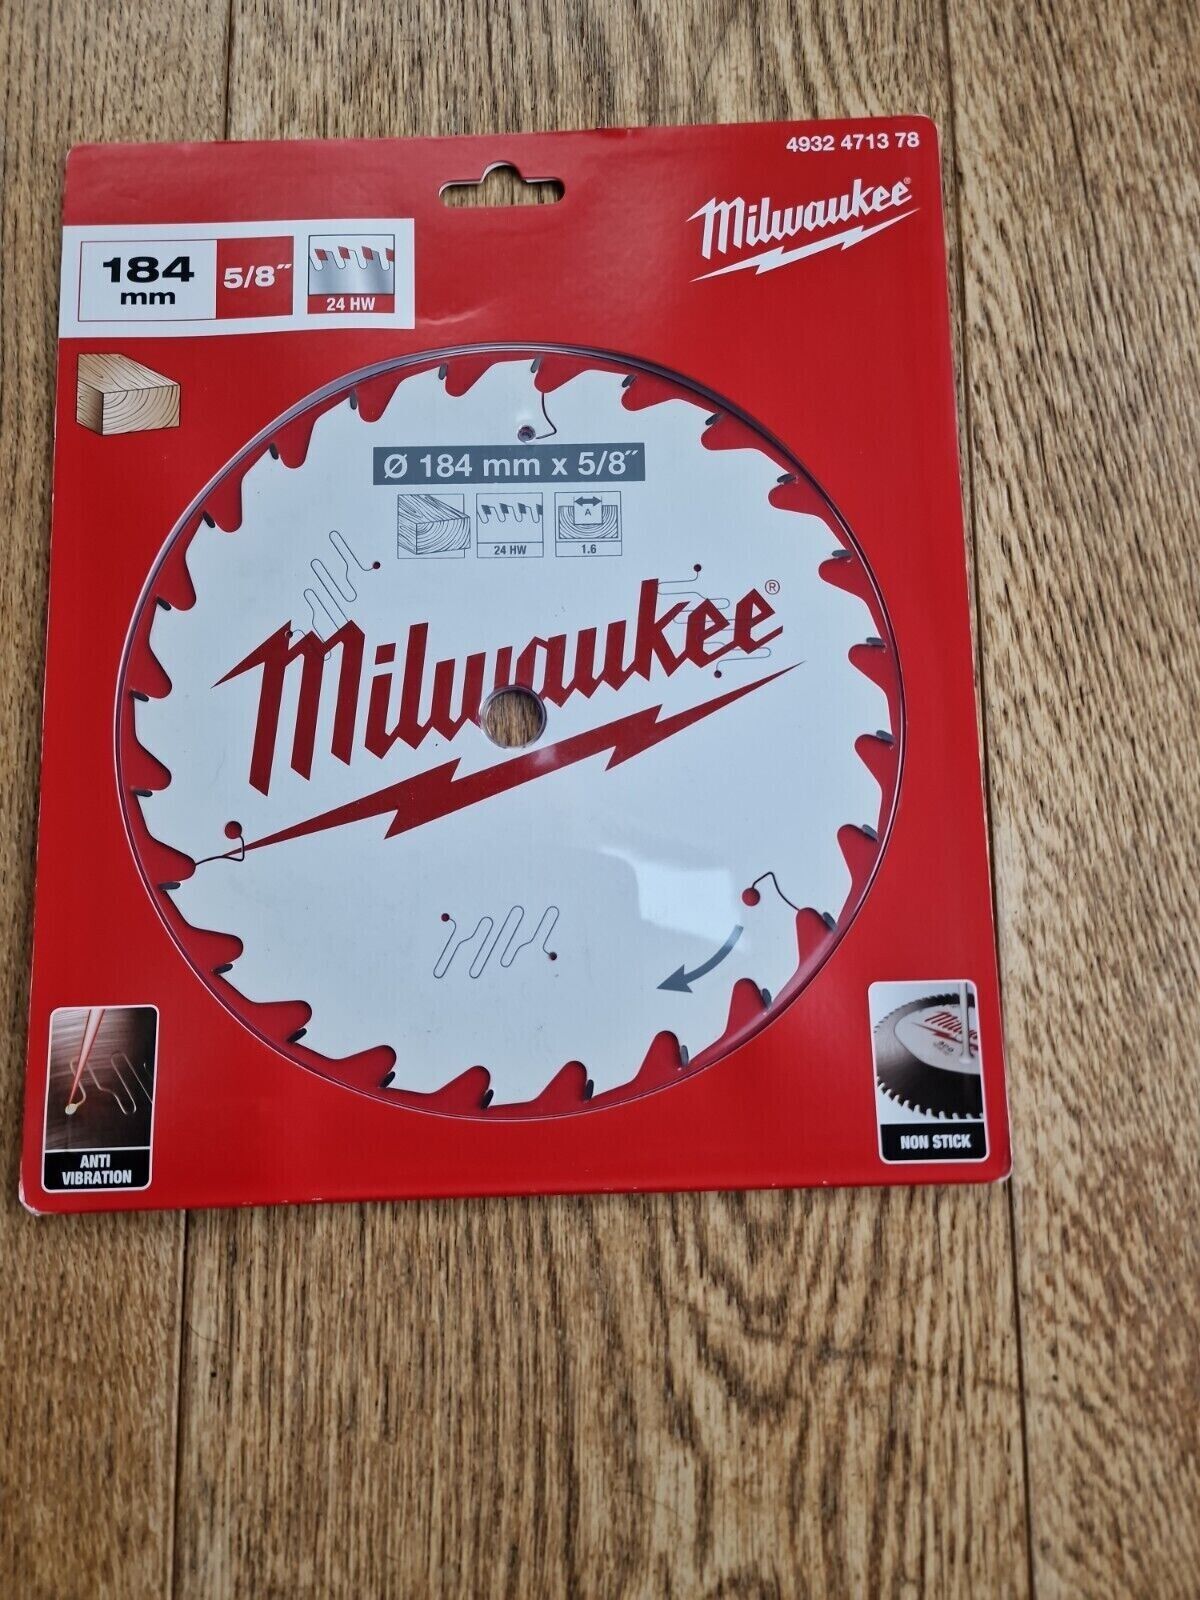 4932 4713 78
Milwaukee®
184
mm
5/8"
24 HW
Ø 184 mm x 5/8"
24 HW
A
1.6
Milwaukee®
ANTI
VIBRATION
Milwaukee
NON STICK